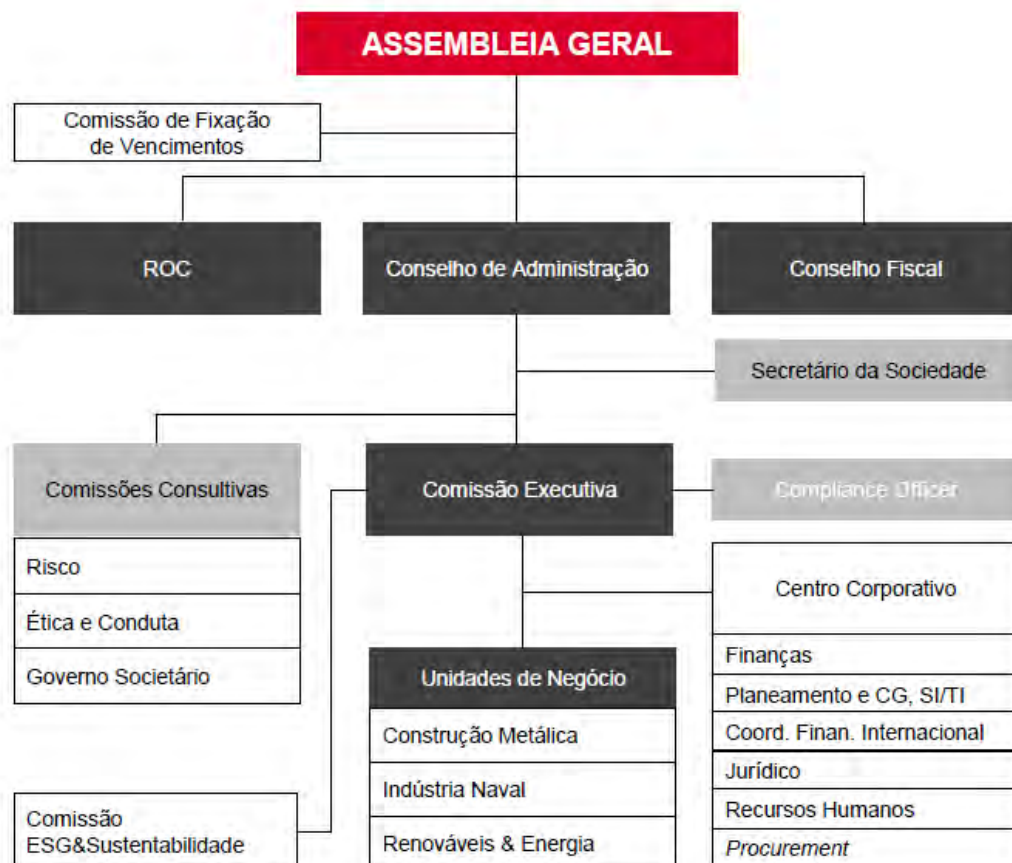 ASSEMBLEIA GERAL
Comissão de Fixação
de Vencimentos
ROC
Conselho de Administração
Conselho Fiscal
Secretário da Sociedade
Comissões Consultivas
Comissão Executiva
Compliance Officer
Risco
Ética e Conduta
Governo Societário
Centro Corporativo
Finanças
Planeamento e CG, SI/TI
Coord. Finan. Internacional
Jurídico
Recursos Humanos
Procurement
Unidades de Negócio
Construção Metálica
Indústria Naval
Renováveis & Energia
Comissão
ESG&Sustentabilidade